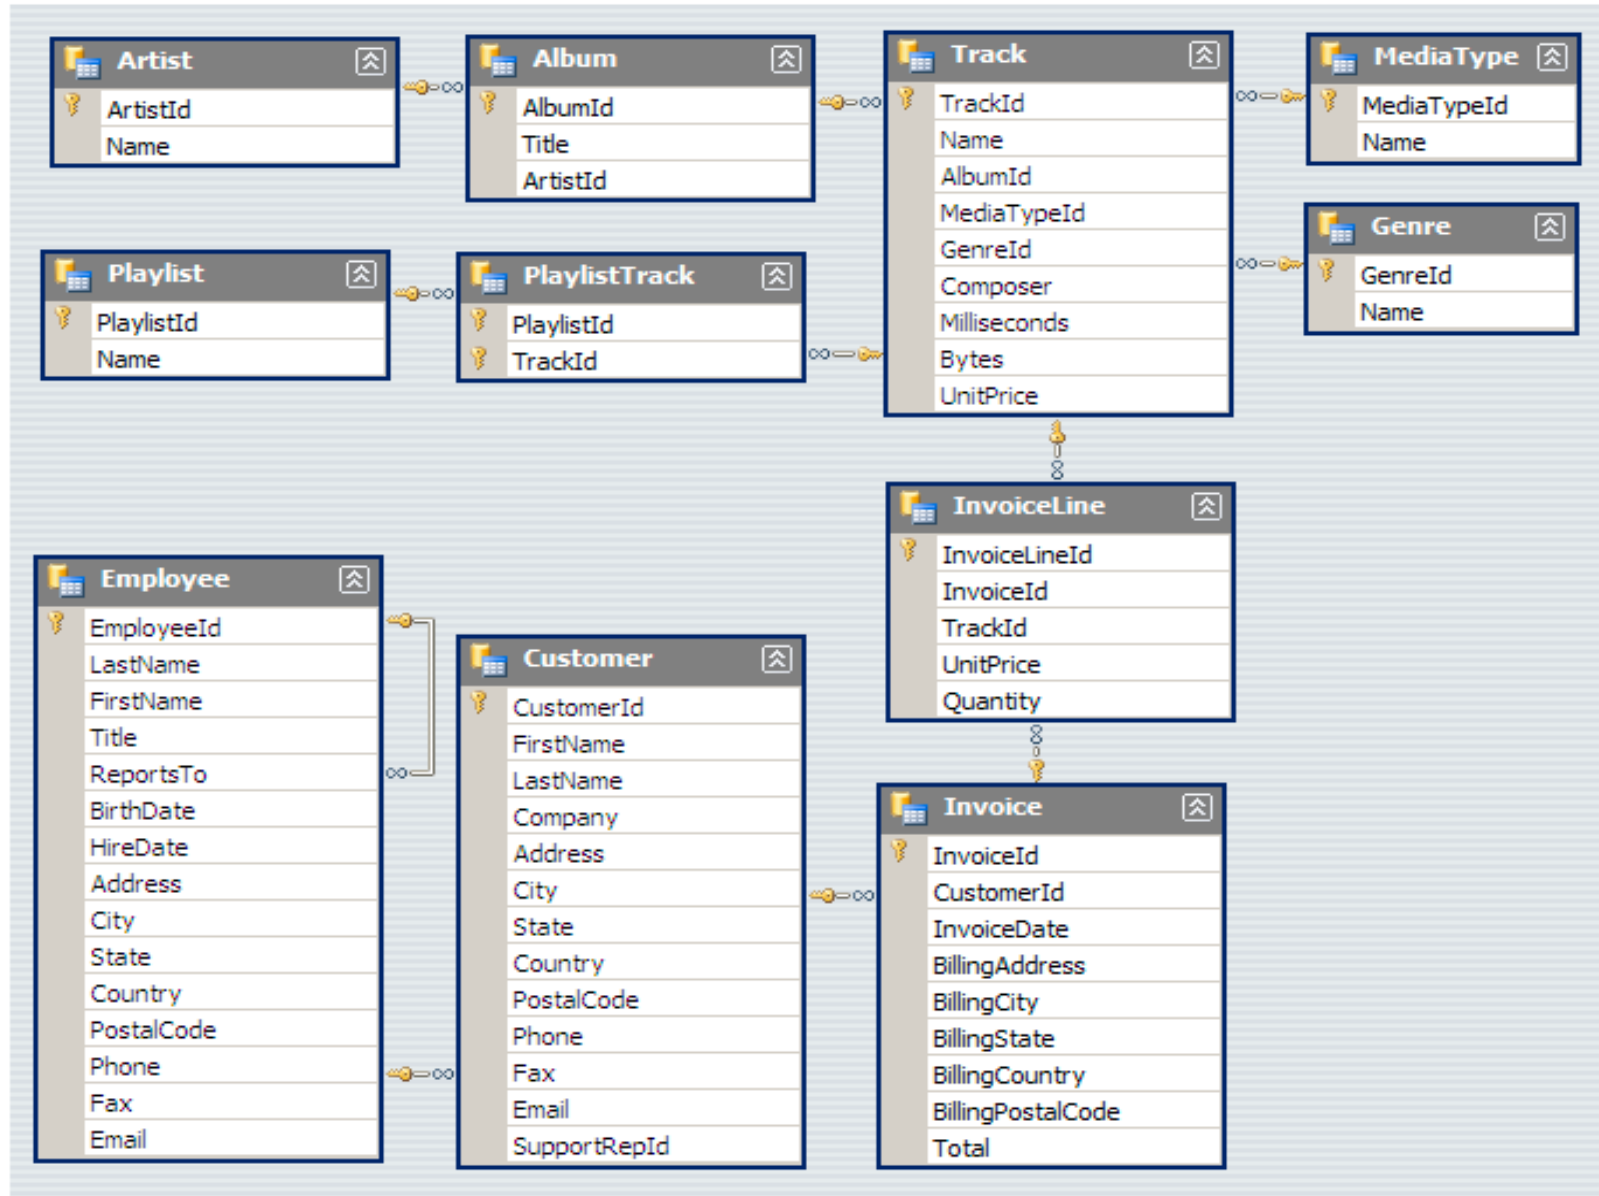 Artist
ArtistId
Name
Album
AlbumId
Title
ArtistId
Track
TrackId
Name
AlbumId
MediaTypeId
GenreId
Composer
Milliseconds
Bytes
UnitPrice
MediaType
MediaTypeId
Name
Genre
GenreId
Name
Playlist
PlaylistId
Name
PlaylistTrack
PlaylistId
TrackId
InvoiceLine
InvoiceLineId
InvoiceId
TrackId
UnitPrice
Quantity
Employee
EmployeeId
LastName
FirstName
Title
ReportsTo
BirthDate
HireDate
Address
City
State
Country
PostalCode
Phone
Fax
Email
Customer
CustomerId
FirstName
LastName
Company
Address
City
State
Country
PostalCode
Phone
Fax
Email
SupportRepId
Invoice
InvoiceId
CustomerId
InvoiceDate
BillingAddress
BillingCity
BillingState
BillingCountry
BillingPostalCode
Total